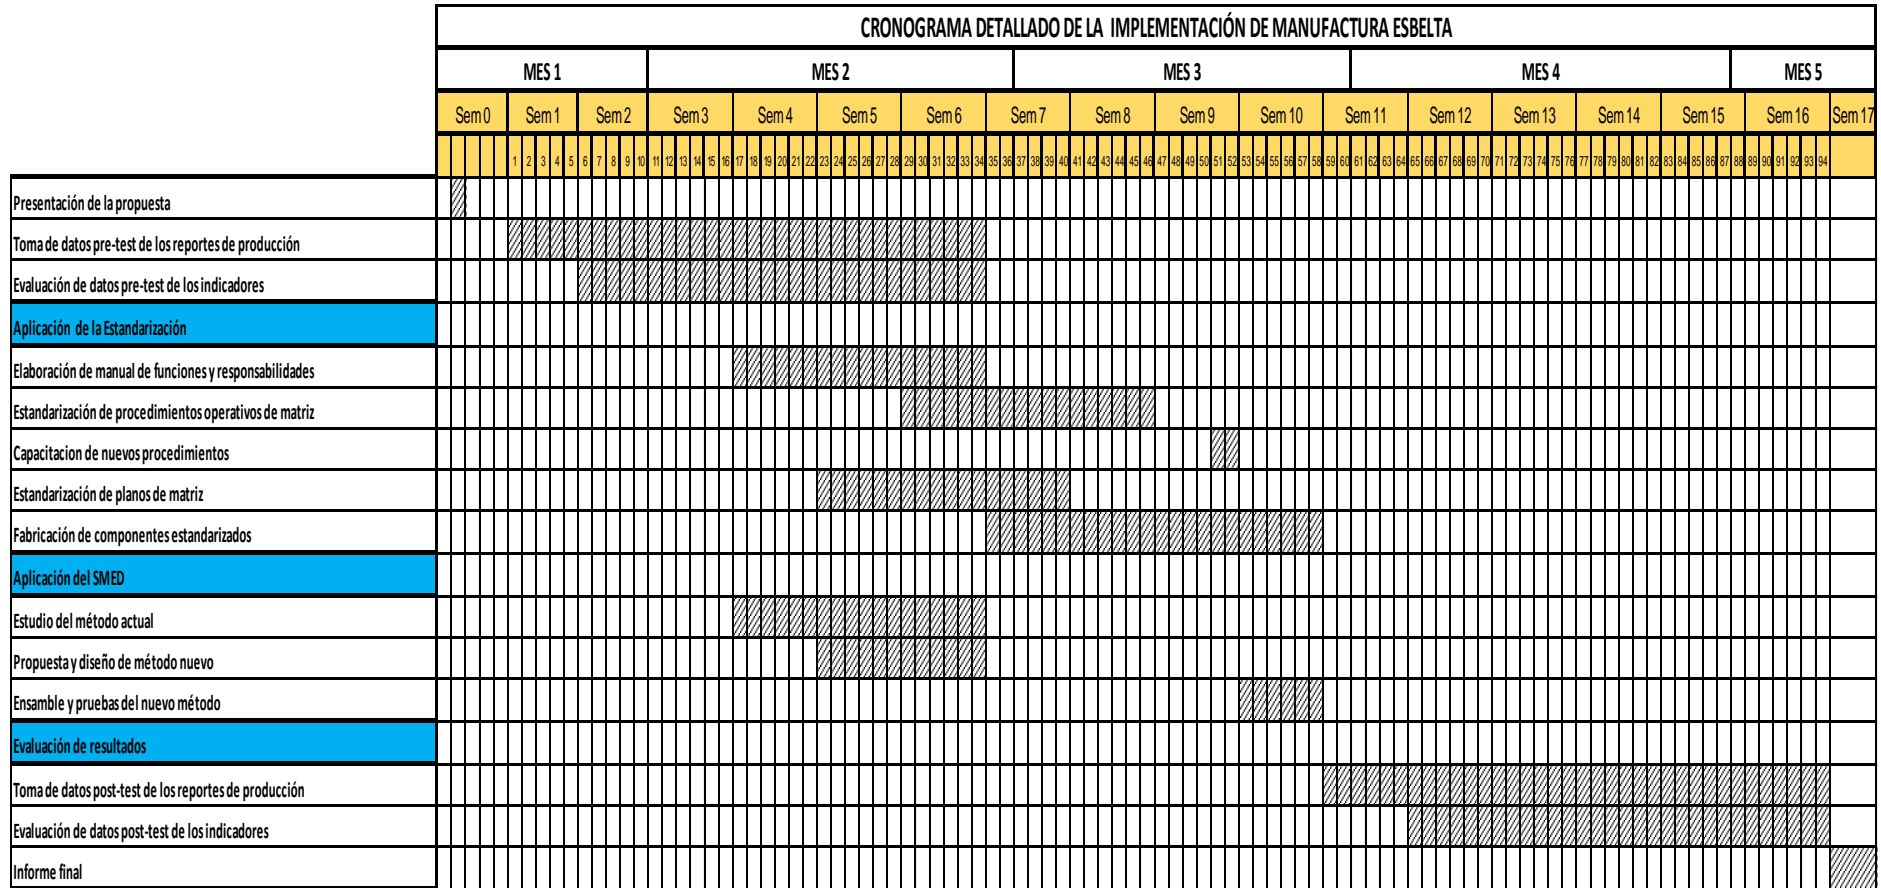 CRONOGRAMA DETALLADO DE LA IMPLEMENTACIÓN DE MANUFACTURA ESBELTA
MES 1 MES 2 MES 3 MES 4 MES 5
Sem 0 Sem 1 Sem 2 Sem 3 Sem 4 Sem 5 Sem 6 Sem 7 Sem 8 Sem 9 Sem 10 Sem 11 Sem 12 Sem 13 Sem 14 Sem 15 Sem 16 Sem 17
1 2 3 4 5 6 7 8 9 10 11 12 13 14 15 16 17 18 19 20 21 22 23 24 25 26 27 28 29 30 31 32 33 34 35 36 37 38 39 40 41 42 43 44 45 46 47 48 49 50 51 52 53 54 55 56 57 58 59 60 61 62 63 64 65 66 67 68 69 70 71 72 73 74 75 76 77 78 79 80 81 82 83 84 85 86 87 88 89 90 91 92 93 94
Presentación de la propuesta
Toma de datos pre-test de los reportes de producción
Evaluación de datos pre-test de los indicadores
Aplicación de la Estandarización
Elaboración de manual de funciones y responsabilidades
Estandarización de procedimientos operativos de matriz
Capacitacion de nuevos procedimientos
Estandarización de planos de matriz
Fabricación de componentes estandarizados
Aplicación del SMED
Estudio del método actual
Propuesta y diseño de método nuevo
Ensamble y pruebas del nuevo método
Evaluación de resultados
Toma de datos post-test de los reportes de producción
Evaluación de datos post-test de los indicadores
Informe final